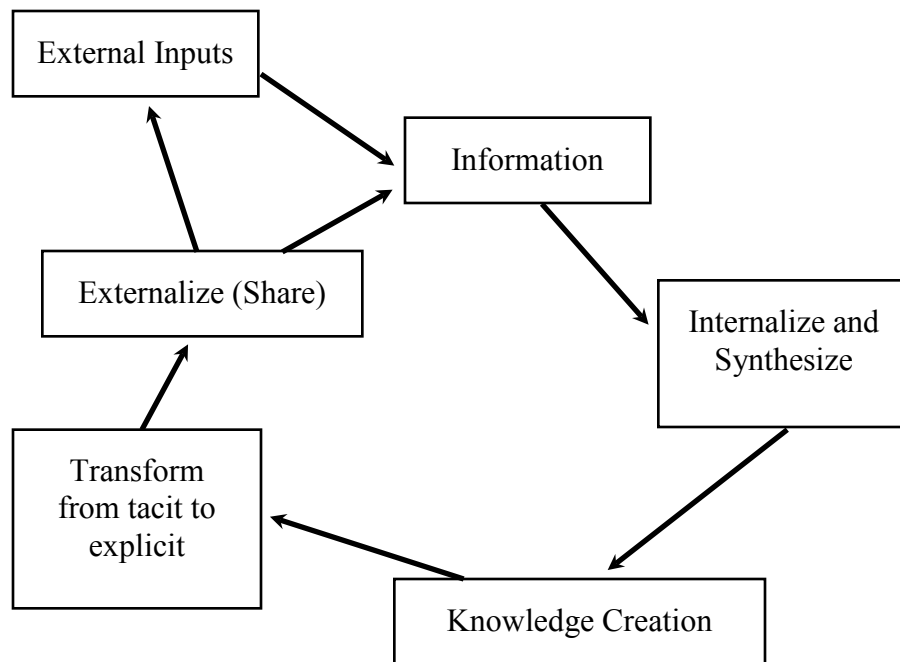 External Inputs
Information
Externalize (Share)
Internalize and
Synthesize
Transform
from tacit to
explicit
Knowledge Creation